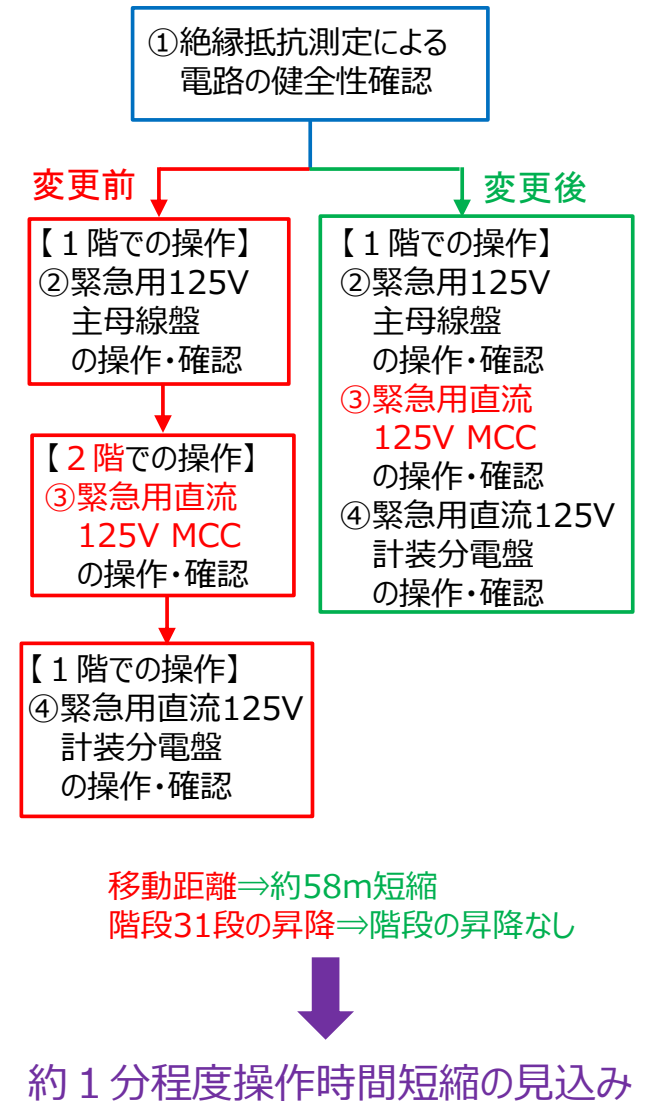 ①絶縁抵抗測定による
電路の健全性確認
変更前
変更後
【１階での操作】
②緊急用125V
主母線盤
の操作・確認
【２階での操作】
③緊急用直流
125V MCC
の操作・確認
【１階での操作】
④緊急用直流125V
計装分電盤
の操作・確認
【１階での操作】
②緊急用125V
主母線盤
の操作・確認
③緊急用直流
125V MCC
の操作・確認
④緊急用直流125V
計装分電盤
の操作・確認
移動距離⇒約58m短縮
階段31段の昇降⇒階段の昇降なし
約１分程度操作時間短縮の見込み